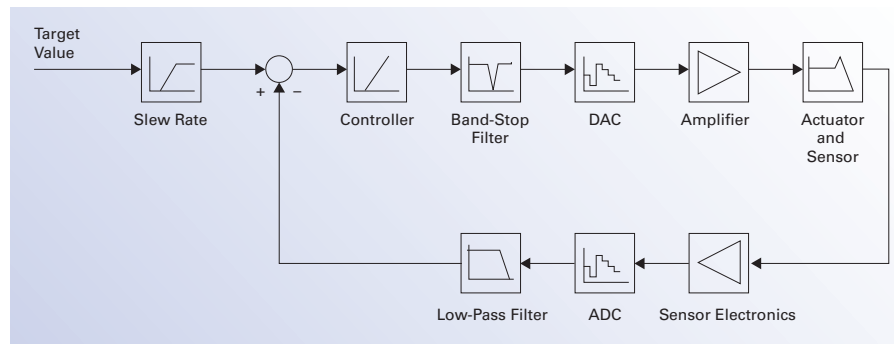 Target
Value
+ −
Slew Rate
Controller
Band-Stop
Filter
DAC
Amplifier
Actuator
and
Sensor
Low-Pass Filter
ADC
Sensor Electronics